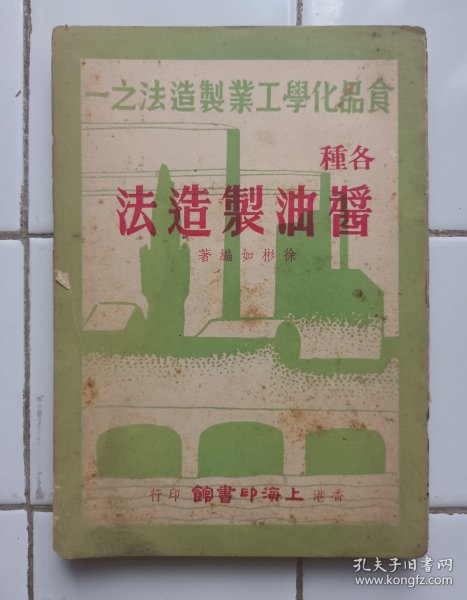 食品化學工業製造法之一
各種
醬油製造法
徐彬如編著
香港上海印書館印行
孔夫子旧书网
www.kongfz.com